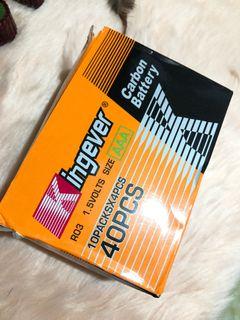 Kingever®
Carbon
Battery
R03 1.5VOLTS SIZE AAA
10PACKSX4PCS
40PCS